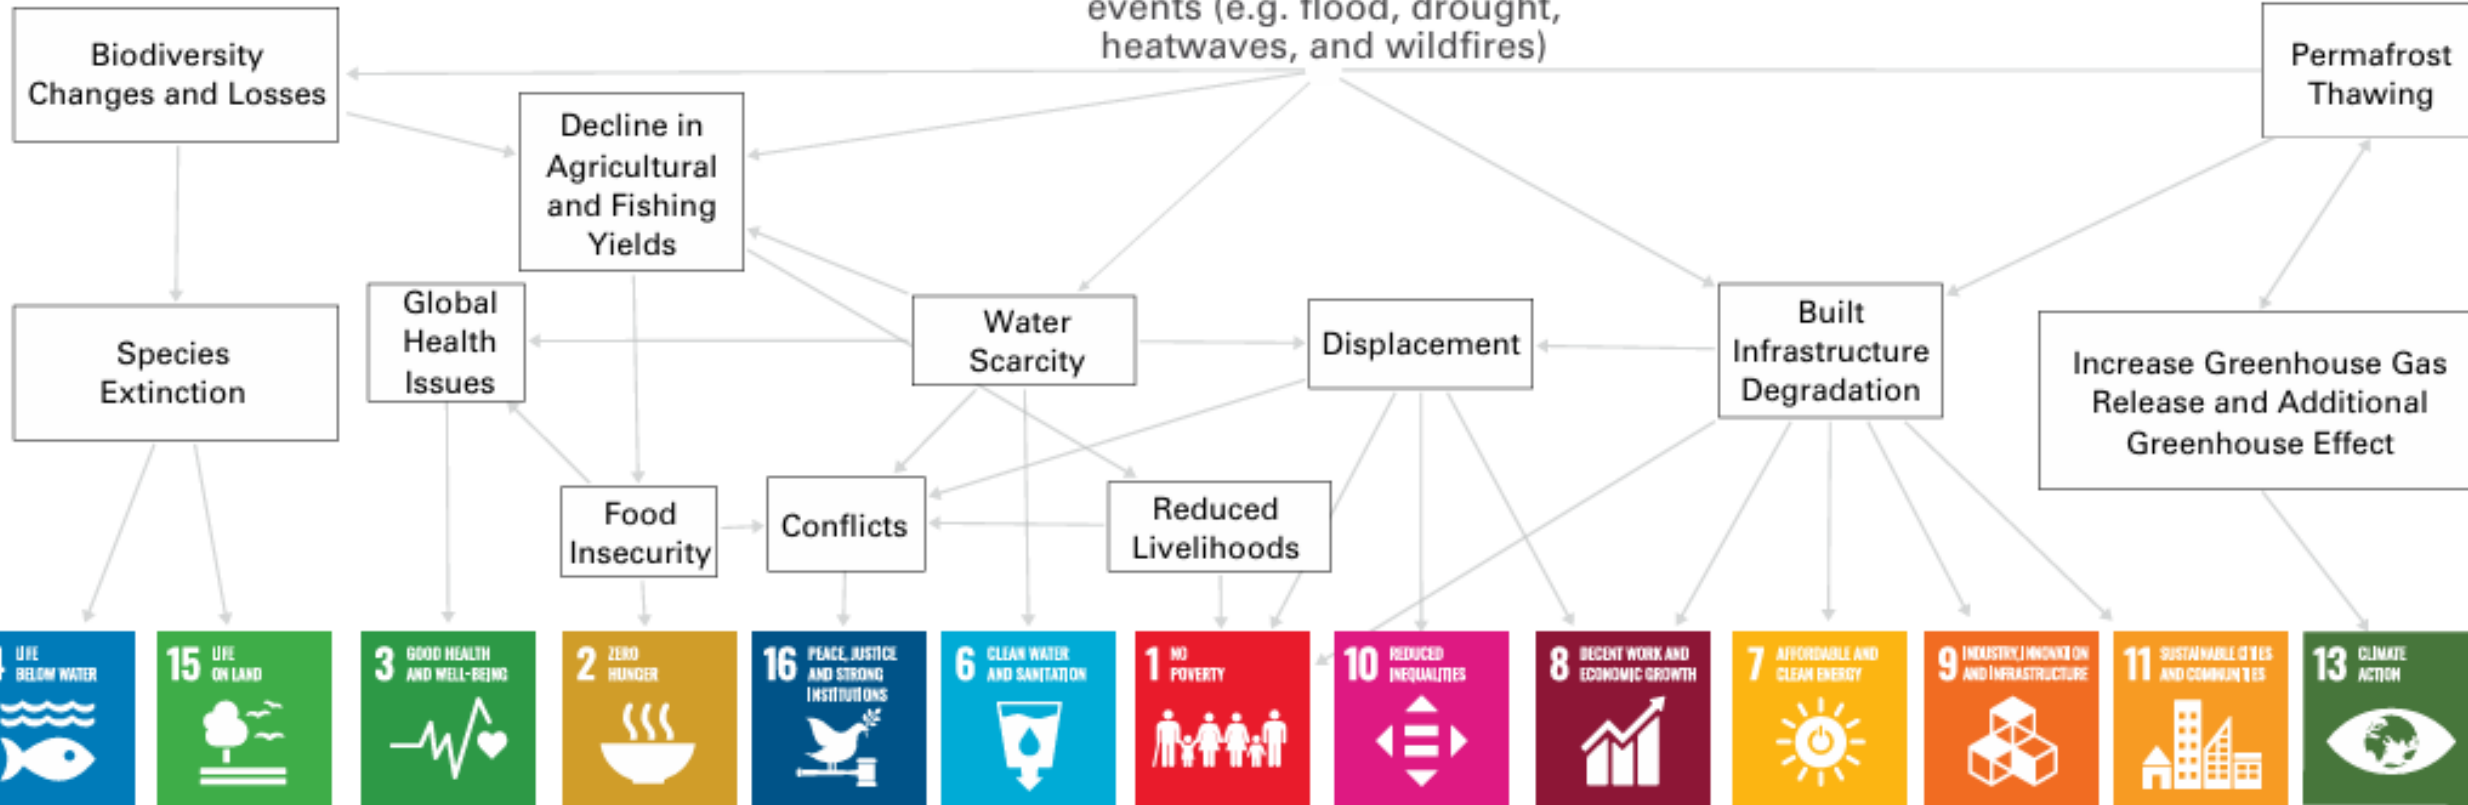 events (e.g. flood, drought,
heatwaves, and wildfires)
Biodiversity
Changes and Losses
Permafrost
Thawing
Decline in
Agricultural
and Fishing
Yields
Global
Health
Issues
Water
Scarcity
Displacement
Built
Infrastructure
Degradation
Species
Extinction
Increase Greenhouse Gas
Release and Additional
Greenhouse Effect
Food
Insecurity
Conflicts
Reduced
Livelihoods
4 LIFE
BELOW WATER
15 LIFE
ON LAND
3 GOOD HEALTH
AND WELL-BEING
2 ZERO
HUNGER
16 PEACE, JUSTICE
AND STRONG
INSTITUTIONS
6 CLEAN WATER
AND SANITATION
1 NO
POVERTY
10 REDUCED
INEQUALITIES
8 DECENT WORK AND
ECONOMIC GROWTH
7 AFFORDABLE AND
CLEAN ENERGY
9 INDUSTRY, INNOVATION
AND INFRASTRUCTURE
11 SUSTAINABLE CITIES
AND COMMUNITIES
13 CLIMATE
ACTION